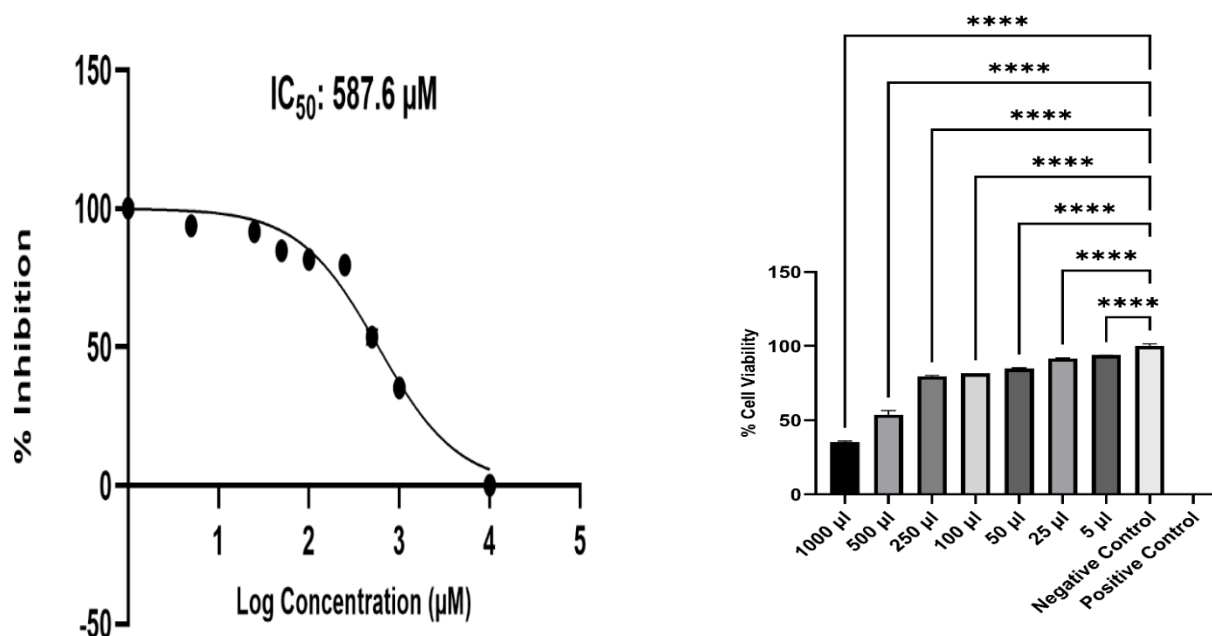 IC50: 587.6 µM
% Inhibition
150
100
50
0
-50
1 2 3 4 5
Log Concentration (µM)
****
****
****
****
****
****
****
% Cell Viability
150
100
50
0
1000 µl
500 µl
250 µl
100 µl
50 µl
25 µl
5 µl
Negative Control
Positive Control